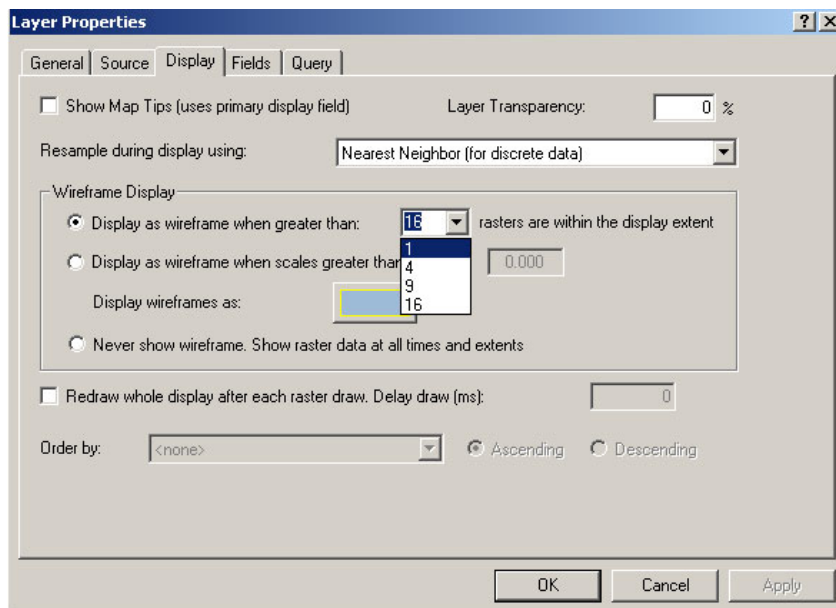 Layer Properties
General Source Display Fields Query
Show Map Tips (uses primary display field) Layer Transparency: 0 %
Resample during display using: Nearest Neighbor (for discrete data)
Wireframe Display
Display as wireframe when greater than: 16 rasters are within the display extent
1
Display as wireframe when scales greater than 0.000
4
9
Display wireframes as:
16
Never show wireframe. Show raster data at all times and extents
Redraw whole display after each raster draw. Delay draw (ms): 0
Order by: <none> Ascending Descending
OK Cancel Apply